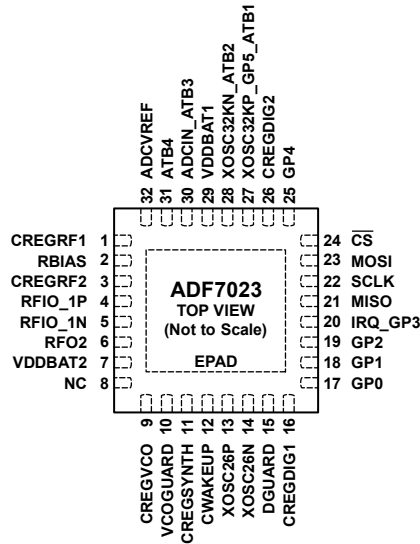 32 ADCVREF
31 ATB4
30 ADCIN_ATB3
29 VDDBAT1
28 XOSC32KN_ATB2
27 XOSC32KP_GP5_ATB1
26 CREGDIG2
25 GP4
CREGRF1 1
RBIAS 2
CREGRF2 3
RFIO_1P 4
RFIO_1N 5
RFO2 6
VDDBAT2 7
NC 8
ADF7023
TOP VIEW
(Not to Scale)
EPAD
24 CS
23 MOSI
22 SCLK
21 MISO
20 IRQ_GP3
19 GP2
18 GP1
17 GP0
CREGVCO 9
VCOGUARD 10
CREGSYNTH 11
CWAKEUP 12
XOSC26P 13
XOSC26N 14
DGUARD 15
CREGDIG1 16